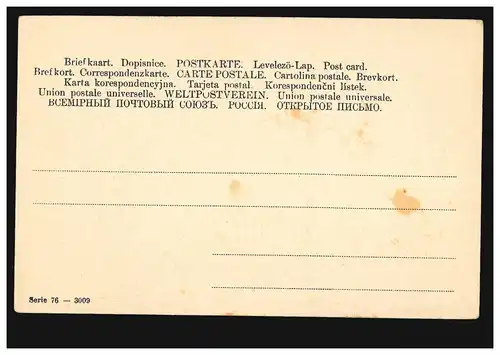 Briefkaart. Dopisnice. POSTKARTE. Levelező-Lap. Post card.
Brefkort. Correspondenzkarte. CARTE POSTALE. Cartolina postale. Brevkort.
Karta korespondencyjna. Tarjeta postal. Korespondenční lístek.
Union postale universelle. WELTPOSTVEREIN. Unione postale universale.
ВСЕМІРНЫЙ ПОЧТОВЫЙ СОЮЗЪ. РОССІЯ. ОТКРЫТОЕ ПИСЬМО.
Serie 76 — 3009